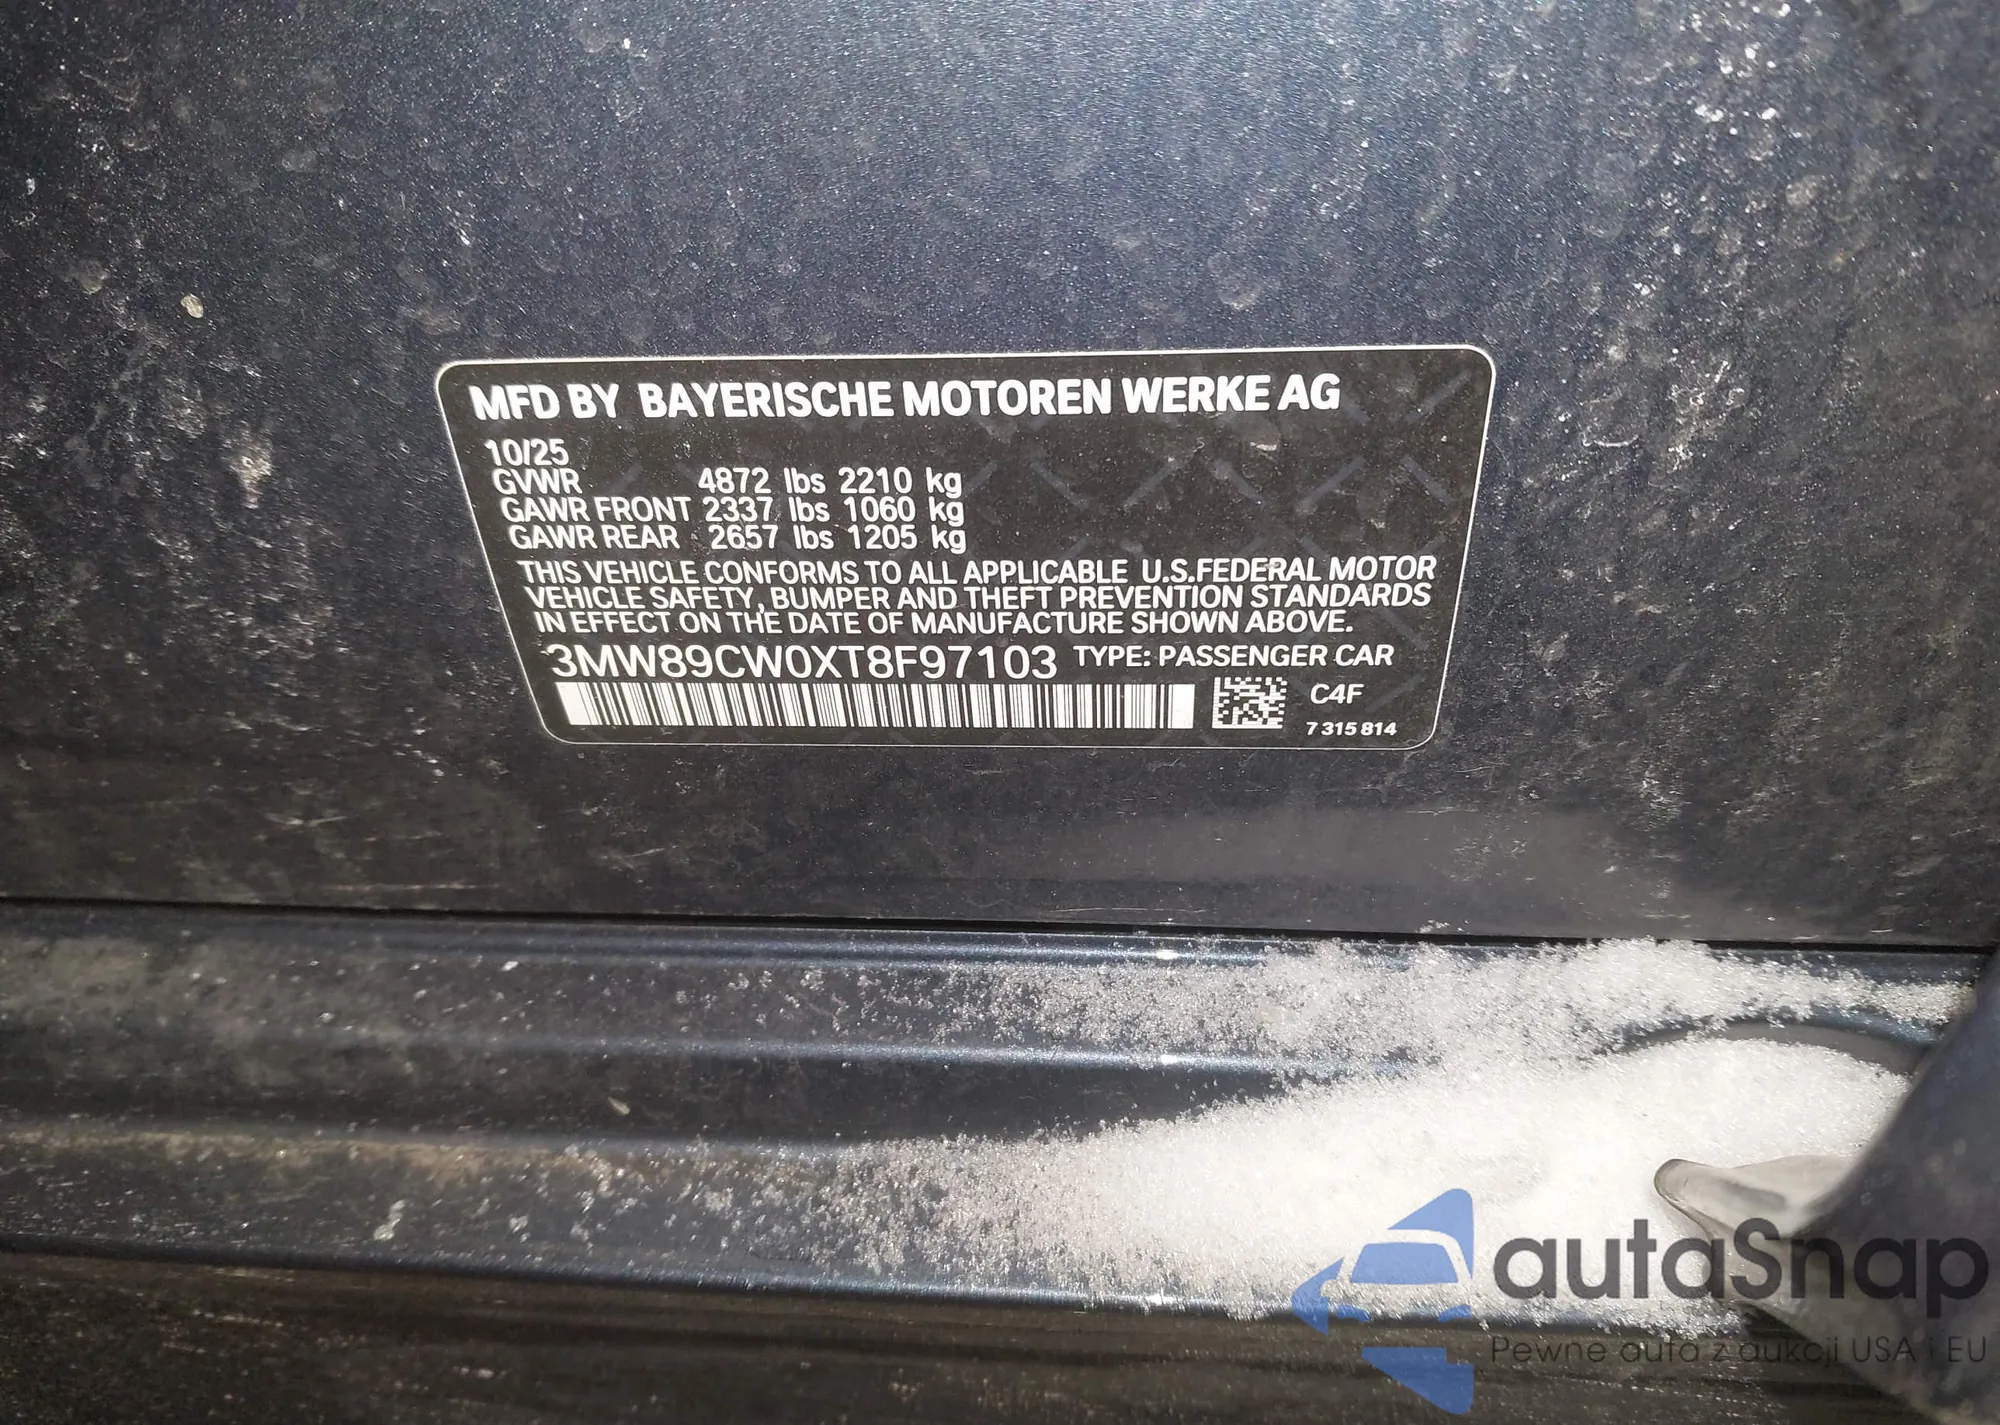 MFD BY BAYERISCHE MOTOREN WERKE AG
10/25
GVWR 4872 lbs 2210 kg
GAWR FRONT 2337 lbs 1060 kg
GAWR REAR 2657 lbs 1205 kg
THIS VEHICLE CONFORMS TO ALL APPLICABLE U.S.FEDERAL MOTOR
VEHICLE SAFETY, BUMPER AND THEFT PREVENTION STANDARDS
IN EFFECT ON THE DATE OF MANUFACTURE SHOWN ABOVE.
3MW89CW0XT8F97103 TYPE: PASSENGER CAR
C4F
7 315 814
autaSnap
Pewne auta z aukcji USA i EU